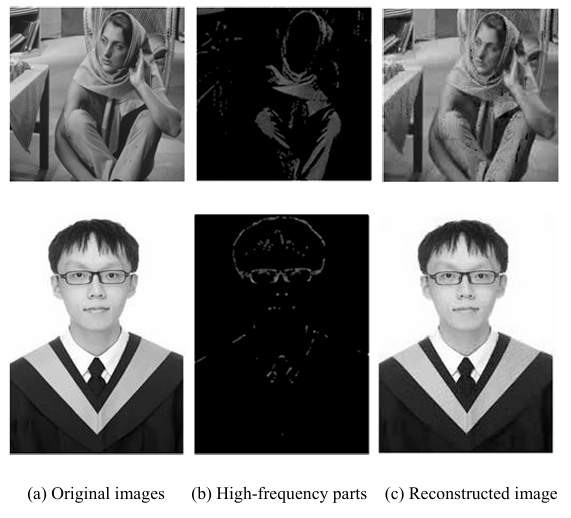 (a) Original images (b) High-frequency parts (c) Reconstructed image